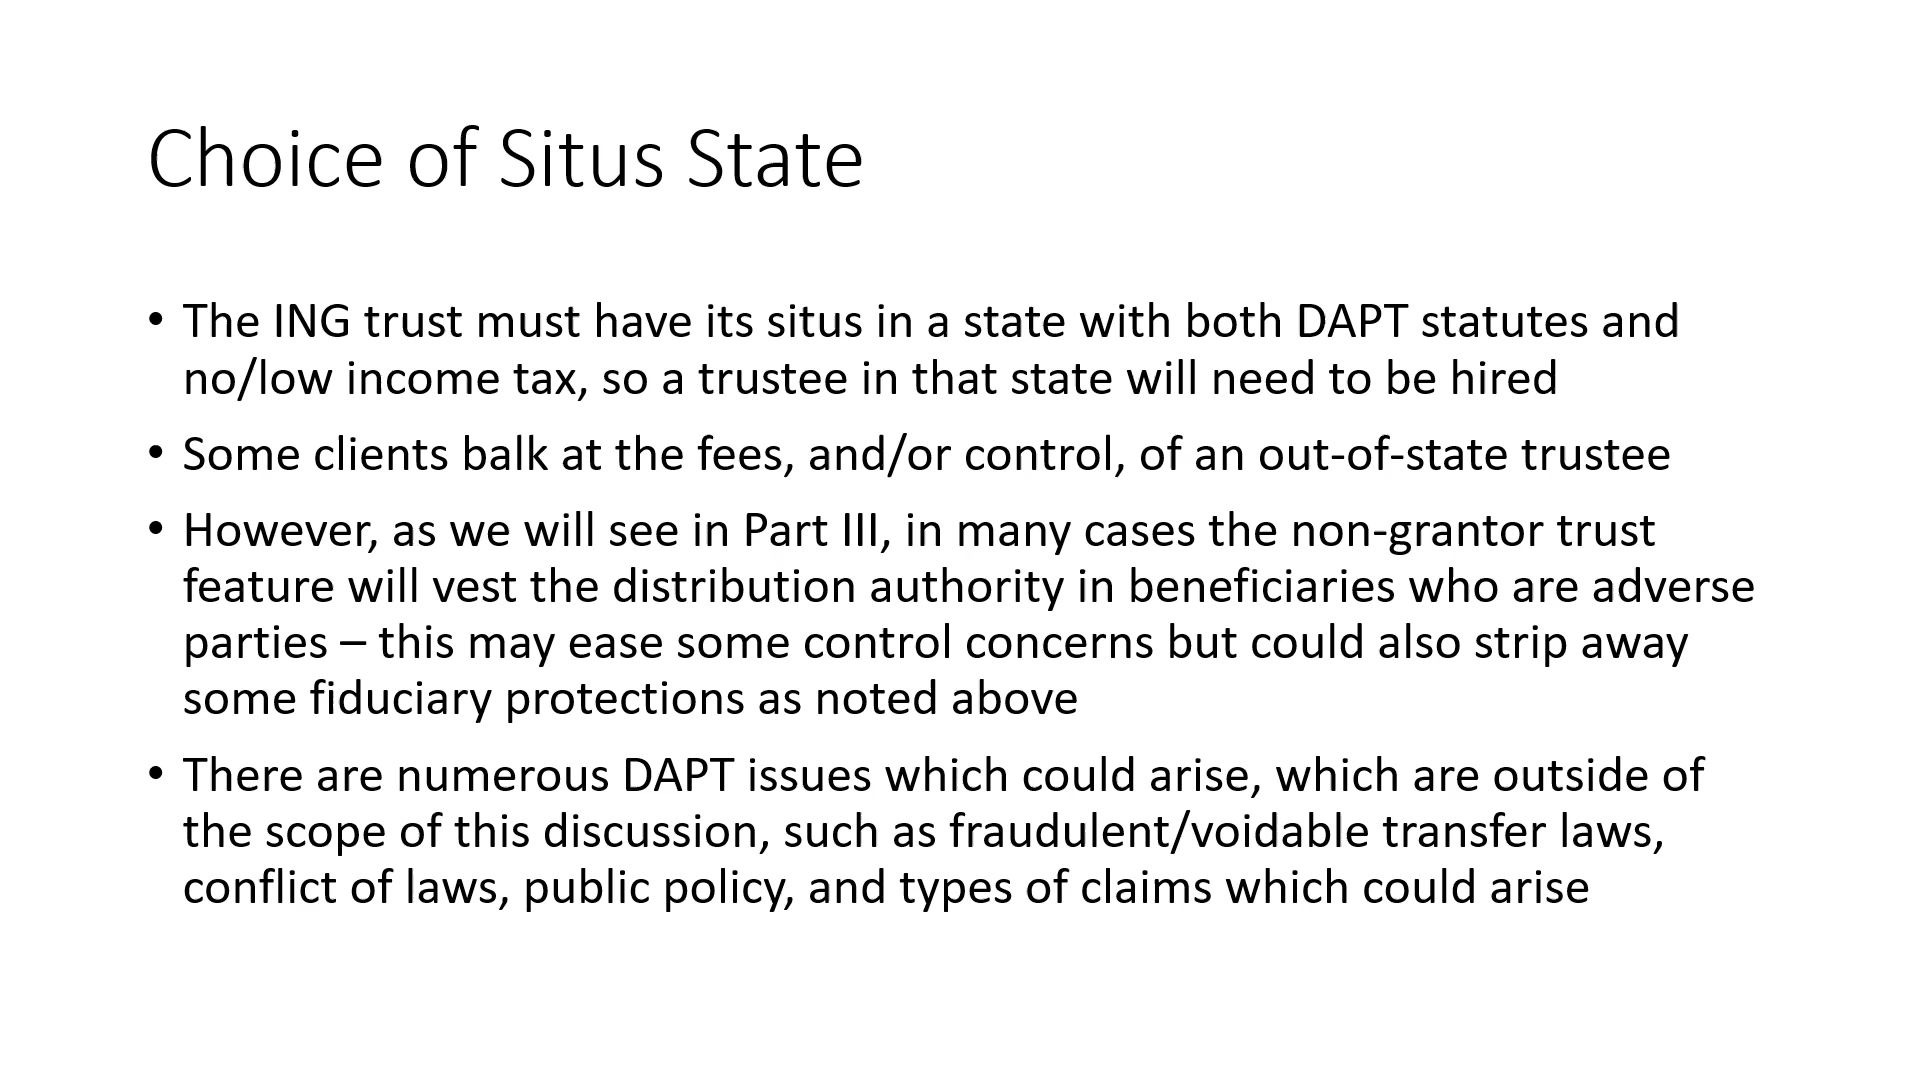 Choice of Situs State
• The ING trust must have its situs in a state with both DAPT statutes and
no/low income tax, so a trustee in that state will need to be hired
• Some clients balk at the fees, and/or control, of an out-of-state trustee
• However, as we will see in Part III, in many cases the non-grantor trust
feature will vest the distribution authority in beneficiaries who are adverse
parties – this may ease some control concerns but could also strip away
some fiduciary protections as noted above
• There are numerous DAPT issues which could arise, which are outside of
the scope of this discussion, such as fraudulent/voidable transfer laws,
conflict of laws, public policy, and types of claims which could arise